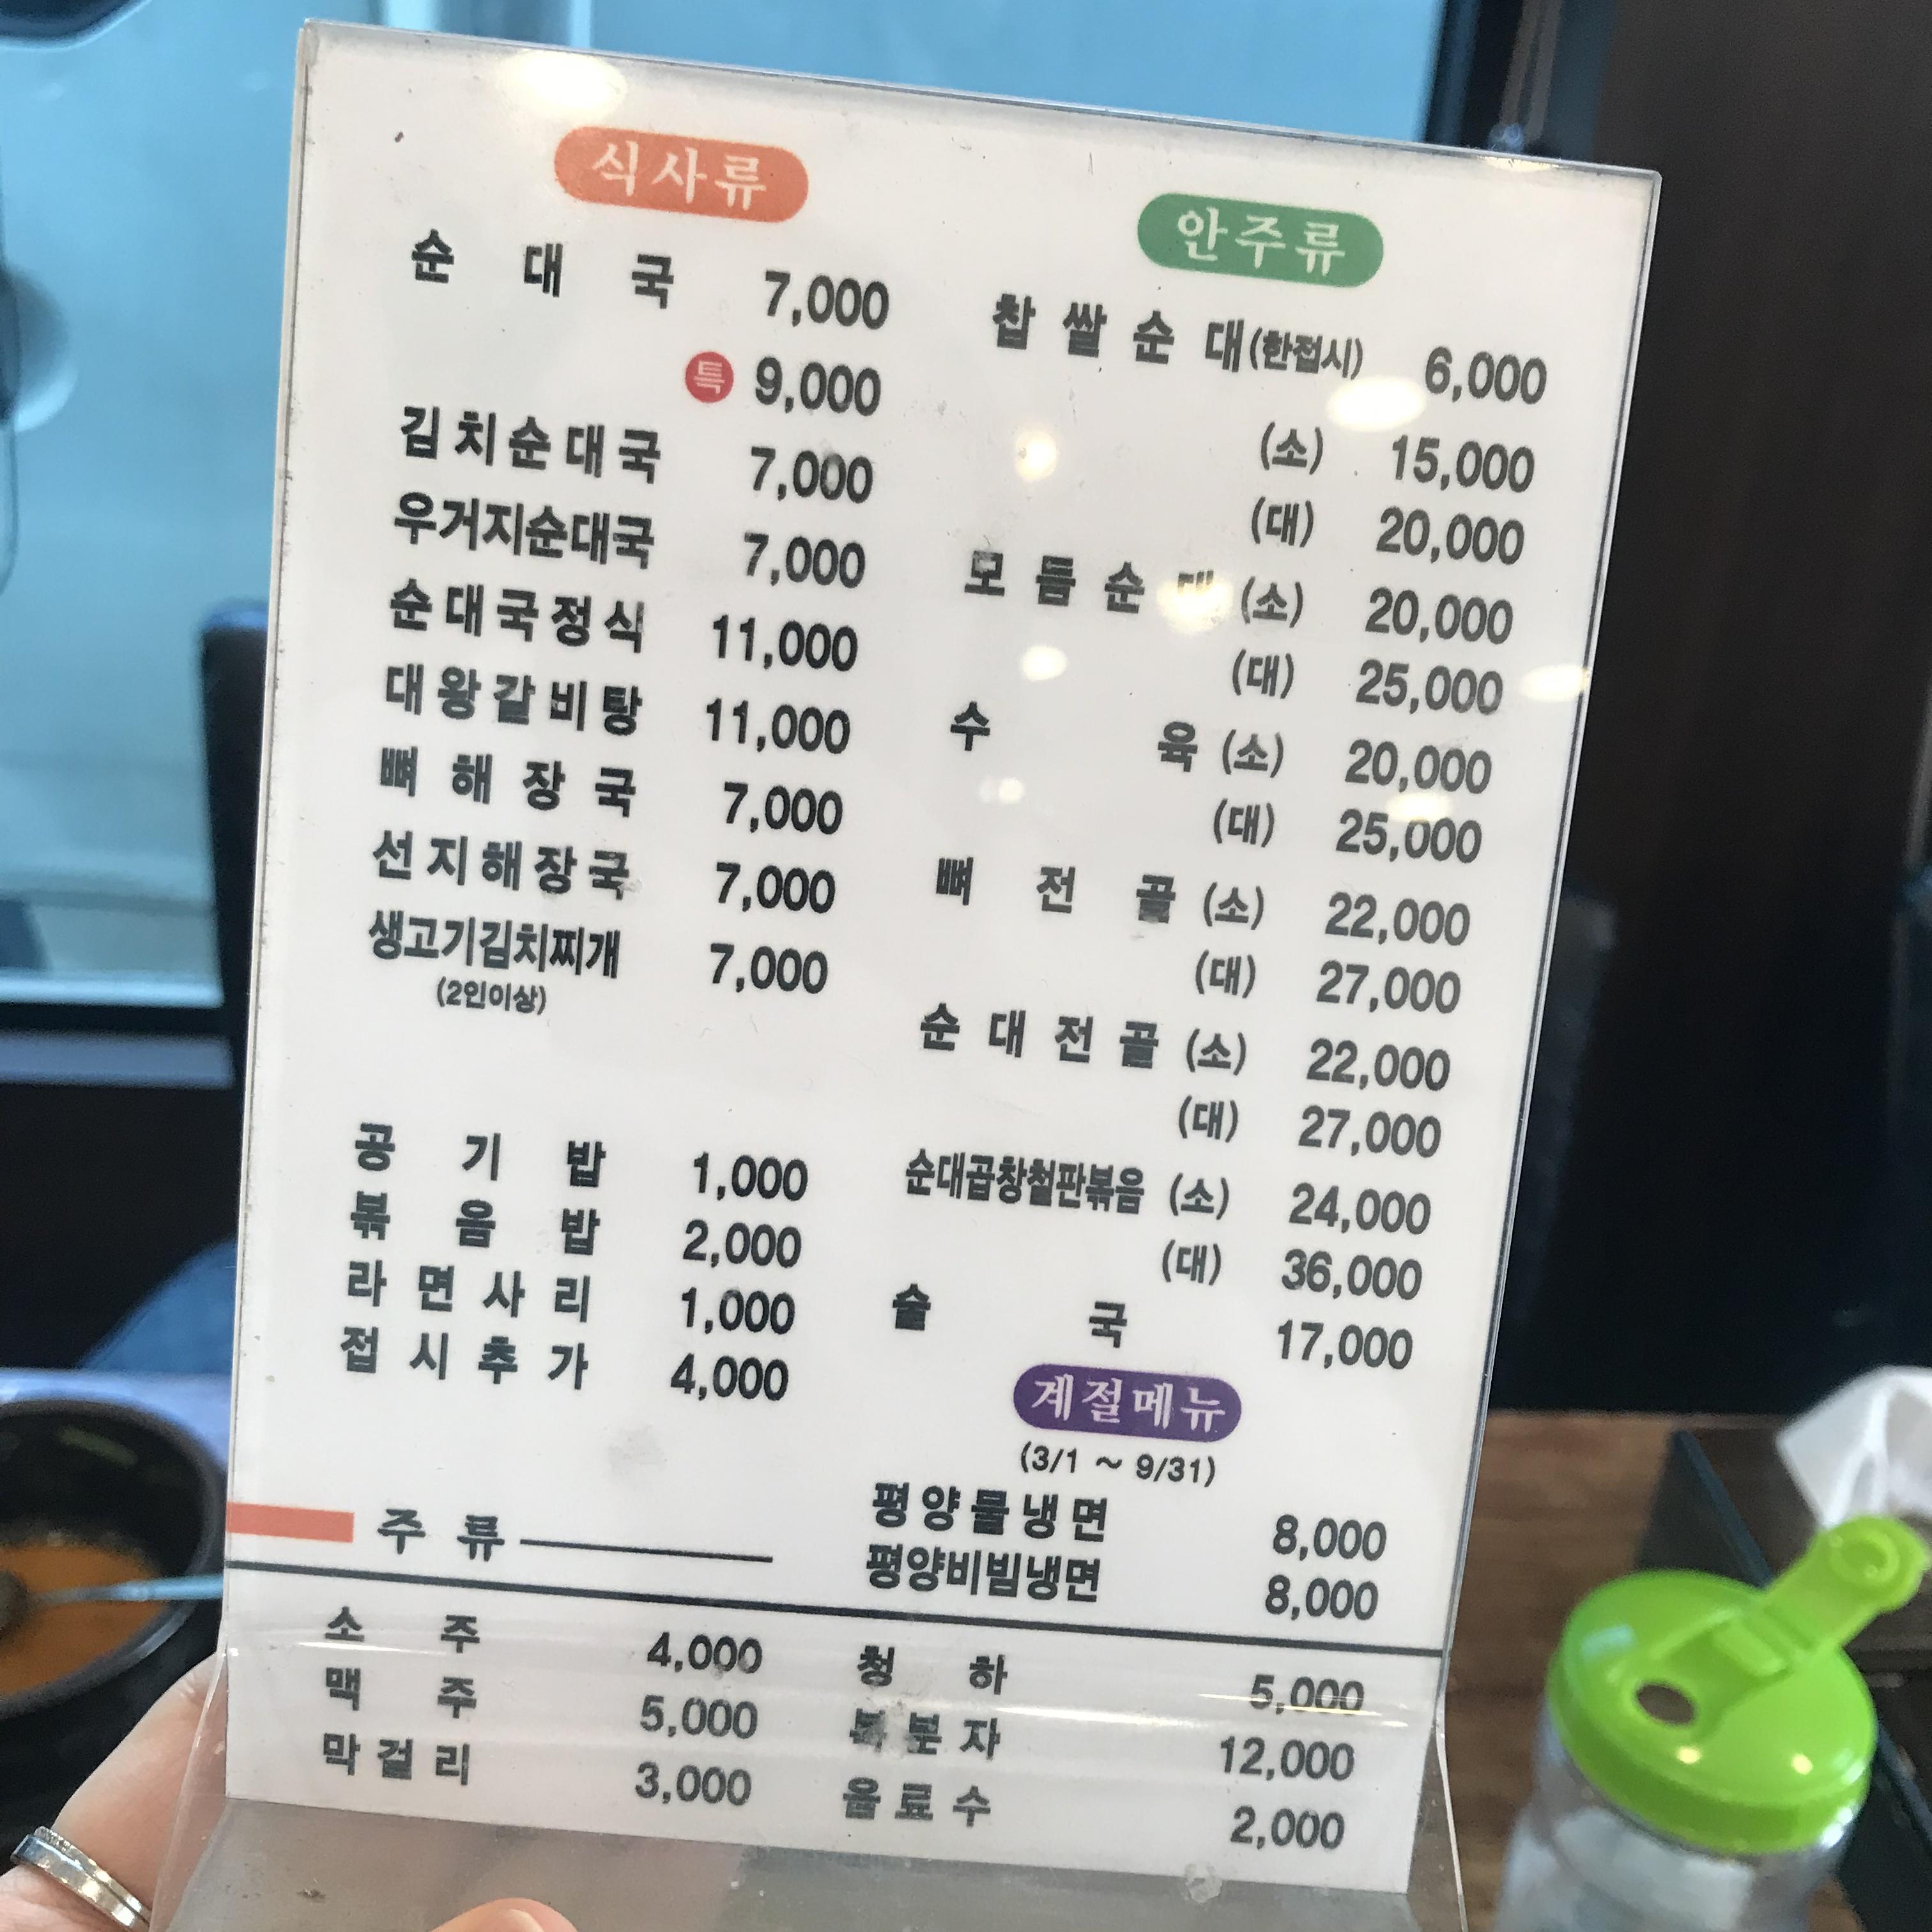 식사류
순대국 7,000
특 9,000
김치순대국 7,000
우거지순대국 7,000
순대국정식 11,000
대왕갈비탕 11,000
뼈해장국 7,000
선지해장국 7,000
생고기김치찌개 7,000
(2인이상)
공기밥 1,000
볶음밥 2,000
라면사리 1,000
접시추가 4,000
안주류
찹쌀순대(한접시) 6,000
(소) 15,000
(대) 20,000
모듬순대 (소) 20,000
(대) 25,000
수육 (소) 20,000
(대) 25,000
뼈전골 (소) 22,000
(대) 27,000
순대전골 (소) 22,000
(대) 27,000
순대곱창철판볶음 (소) 24,000
(대) 36,000
술국 17,000
계절메뉴
(3/1 ~ 9/31)
평양물냉면 8,000
평양비빔냉면 8,000
주류
소주 4,000
맥주 5,000
막걸리 3,000
청하 5,000
복분자 12,000
음료수 2,000